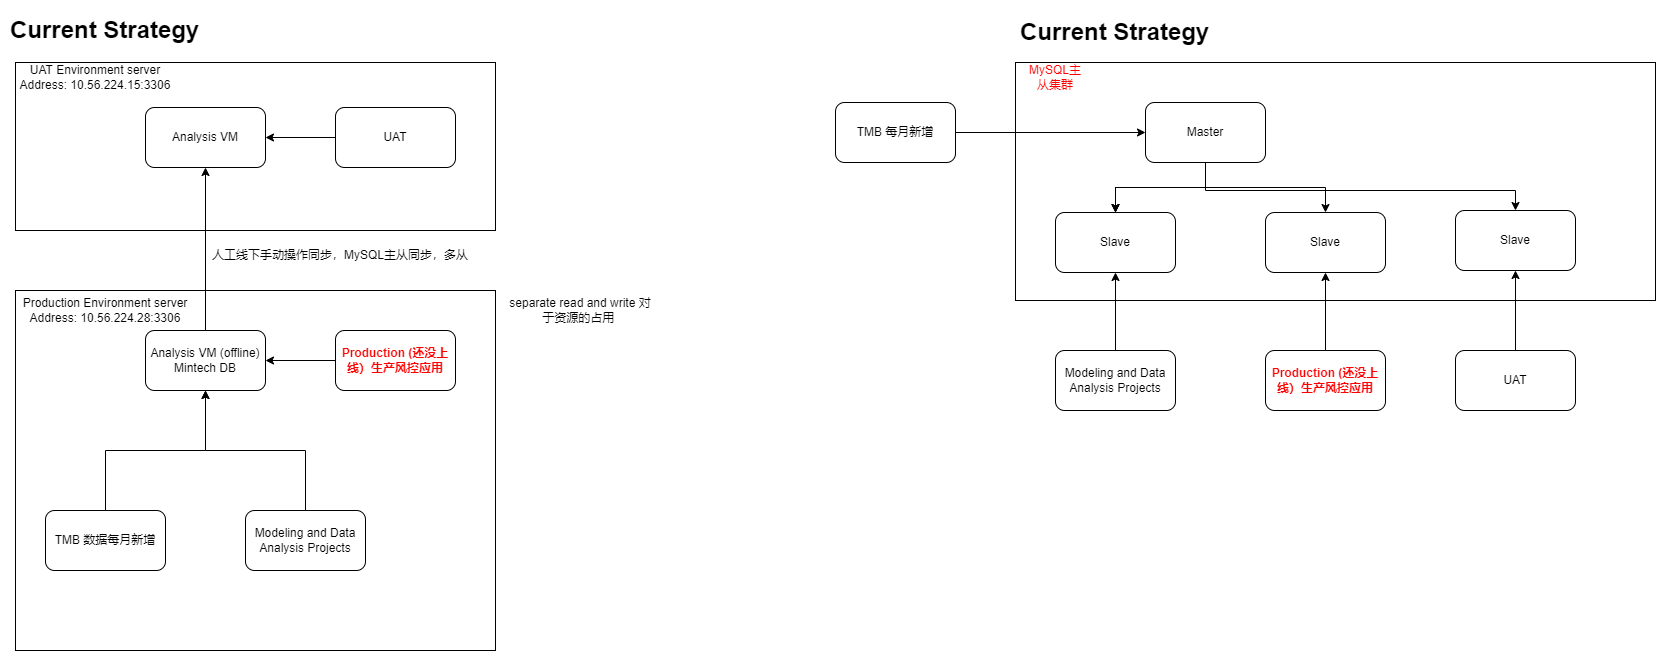 Current Strategy
UAT Environment server
Address: 10.56.224.15:3306
Analysis VM
UAT
人工线下手动操作同步，MySQL主从同步，多从
Production Environment server
Address: 10.56.224.28:3306
Analysis VM (offline)
Mintech DB
Production (还没上
线）生产风控应用
separate read and write 对
于资源的占用
TMB 数据每月新增
Modeling and Data
Analysis Projects
Current Strategy
MySQL主
从集群
TMB 每月新增
Master
Slave
Slave
Slave
Modeling and Data
Analysis Projects
Production (还没上
线）生产风控应用
UAT